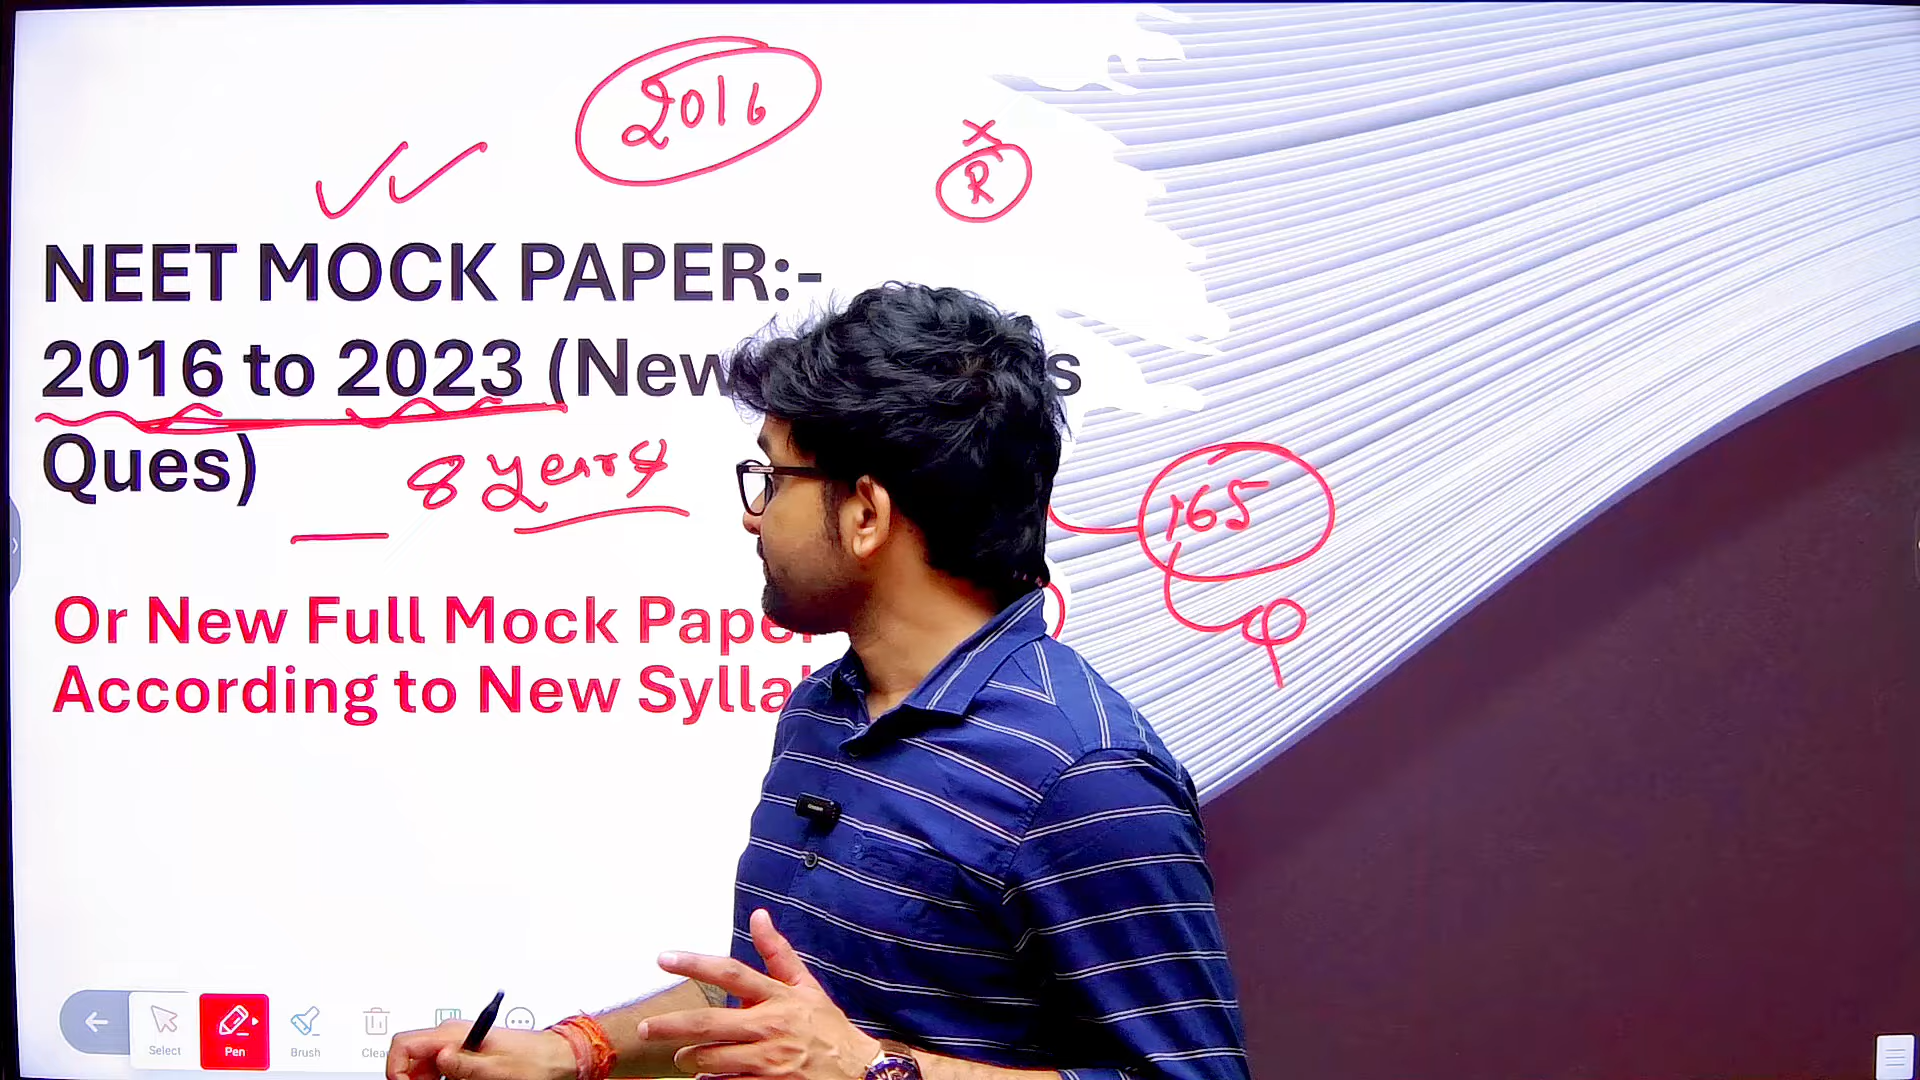 2016
X
R
NEET MOCK PAPER:-
2016 to 2023 (New
Ques)
8 years
165
φ
Or New Full Mock Paper
According to New
Select
Pen
Brush